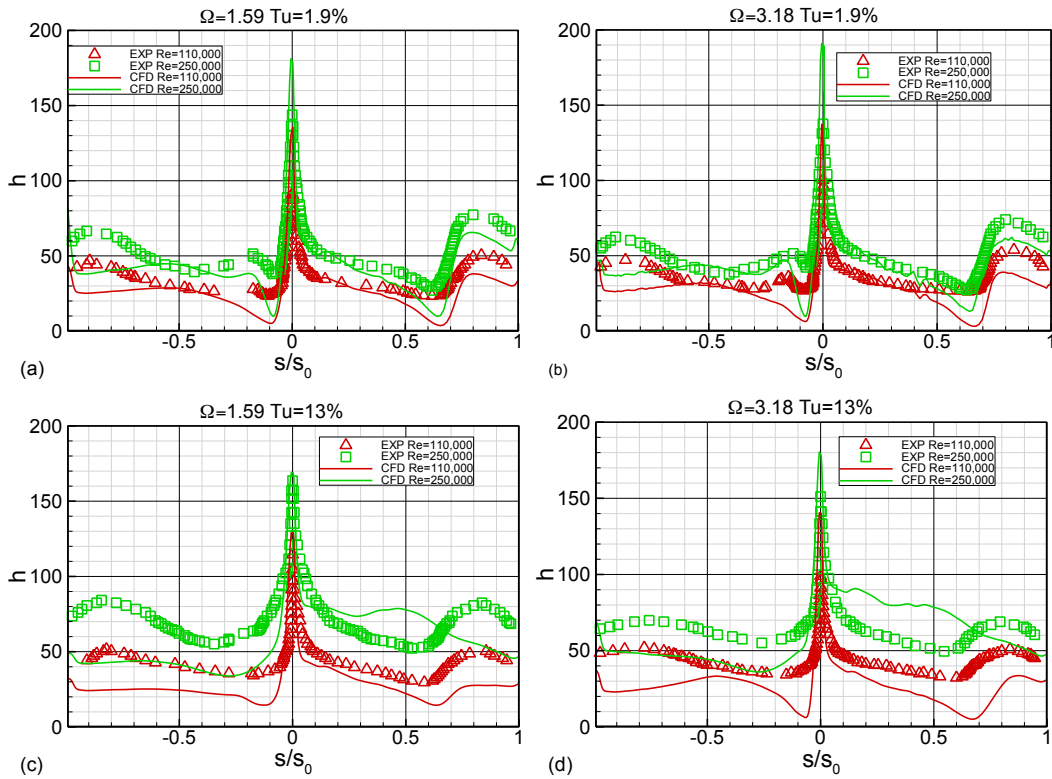 Ω=1.59 Tu=1.9%
EXP Re=110,000
EXP Re=250,000
CFD Re=110,000
CFD Re=250,000
h
200
150
100
50
0
-0.5 0 0.5 1
s/s0
(a)
Ω=3.18 Tu=1.9%
EXP Re=110,000
EXP Re=250,000
CFD Re=110,000
CFD Re=250,000
h
200
150
100
50
0
-0.5 0 0.5 1
s/s0
(b)
Ω=1.59 Tu=13%
EXP Re=110,000
EXP Re=250,000
CFD Re=110,000
CFD Re=250,000
h
200
150
100
50
0
-0.5 0 0.5 1
s/s0
(c)
Ω=3.18 Tu=13%
EXP Re=110,000
EXP Re=250,000
CFD Re=110,000
CFD Re=250,000
h
200
150
100
50
0
-0.5 0 0.5 1
s/s0
(d)